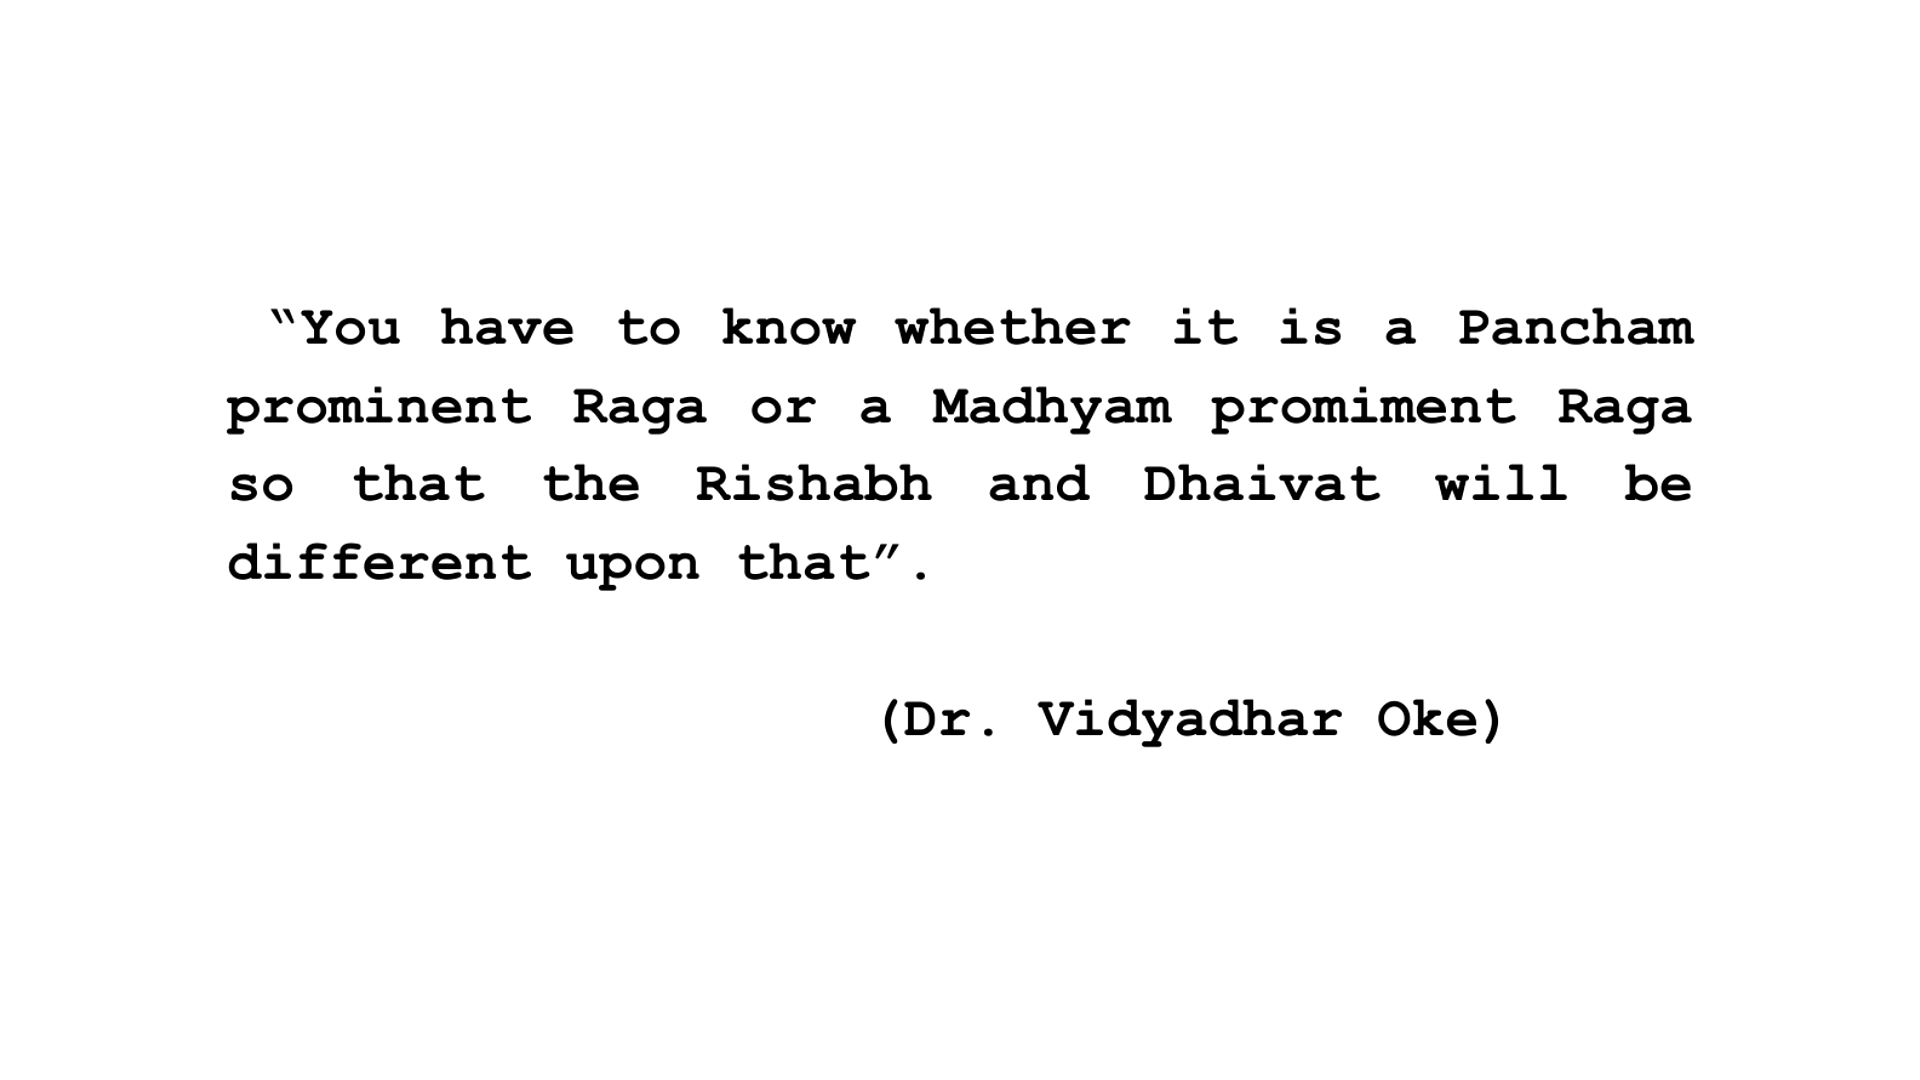 “You have to know whether it is a Pancham
prominent Raga or a Madhyam promiment Raga
so that the Rishabh and Dhaivat will be
different upon that”.
(Dr. Vidyadhar Oke)